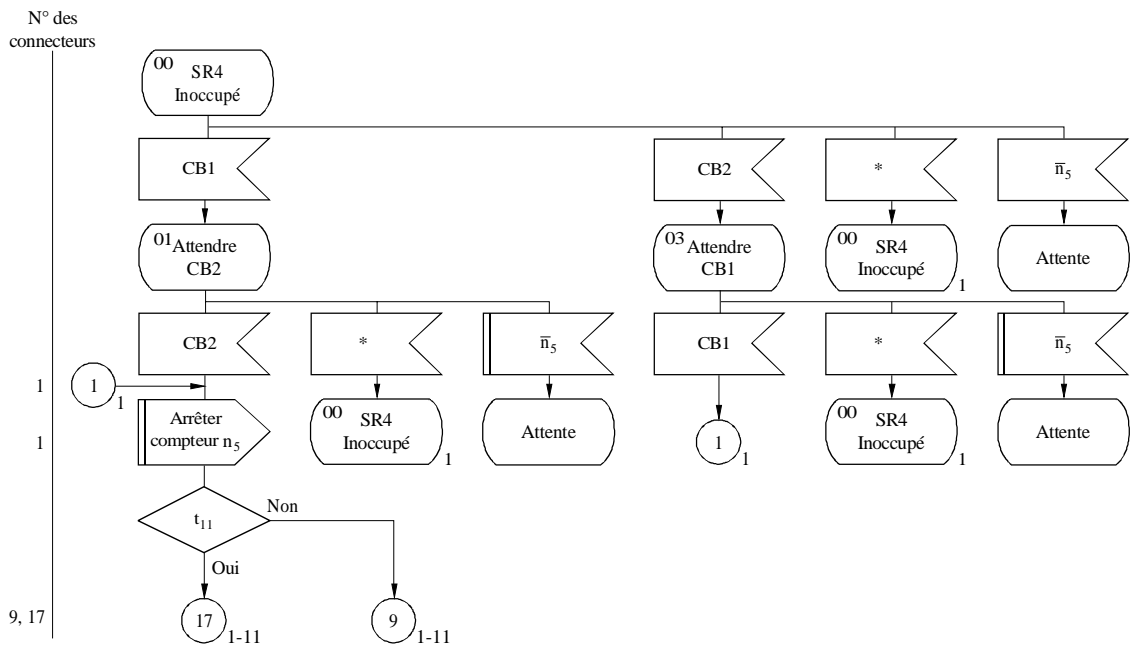 N° des
connecteurs
00
SR4
Inoccupé
CB1
CB2
*
n̅5
01
Attendre
CB2
03
Attendre
CB1
00
SR4
Inoccupé
1
Attente
CB2
*
n̅5
CB1
*
n̅5
1
1
1
Arrêter
compteur n5
00
SR4
Inoccupé
1
Attente
1
1
00
SR4
Inoccupé
1
Attente
1
t11
Non
Oui
9, 17
17
1-11
9
1-11